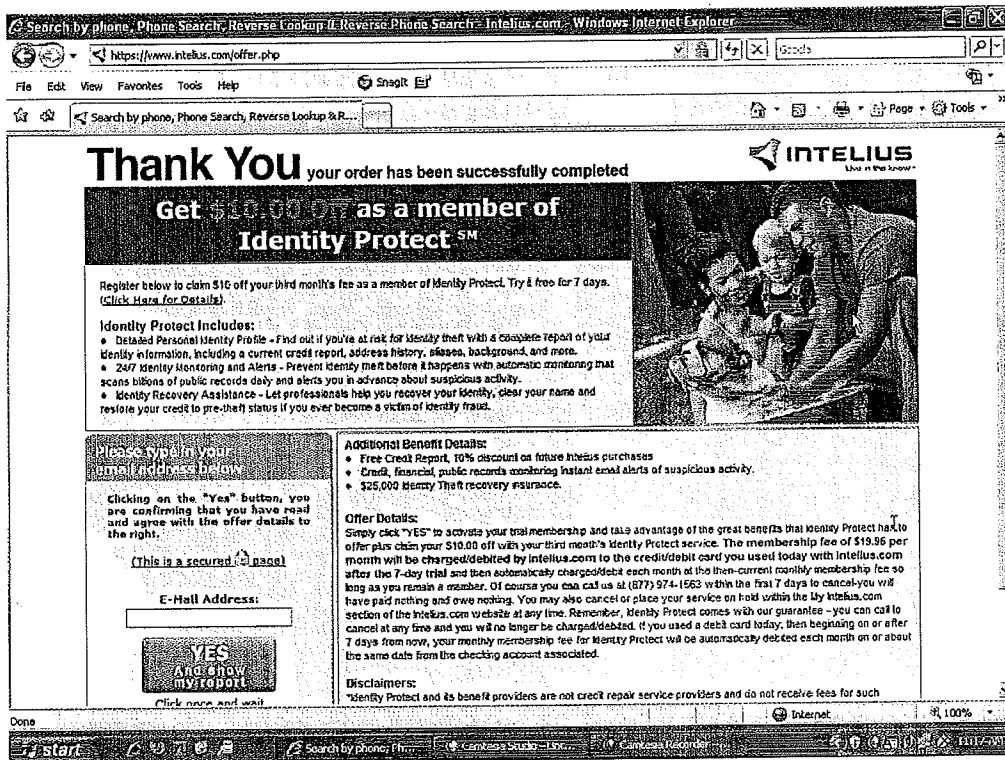 Search by phone, Phone Search, Reverse Lookup & Reverse Phone Search - Intelius.com - Windows Internet Explorer
https://www.intelius.com/offer.php
File Edit View Favorites Tools Help
SnagIt
Search by phone, Phone Search, Reverse Lookup & R...
Page Tools
Thank You your order has been successfully completed
INTELIUS
Live in the know
Get $10.00 Off as a member of
Identity Protect SM
Register below to claim $10 off your third month's fee as a member of Identity Protect. Try it free for 7 days.
(Click Here for Details).
Identity Protect Includes:
• Detailed Personal Identity Profile - Find out if you're at risk for identity theft with a complete report of your
identity information, including a current credit report, address history, aliases, background, and more.
• 24/7 Identity Monitoring and Alerts - Prevent identity theft before it happens with automatic monitoring that
scans billions of public records daily and alerts you in advance about suspicious activity.
• Identity Recovery Assistance - Let professionals help you recover your identity, clear your name and
restore your credit to pre-theft status if you ever become a victim of identity fraud.
Please type in your
email address below
Clicking on the "Yes" button, you
are confirming that you have read
and agree with the offer details to
the right.
(This is a secured page)
E-Mail Address:
YES
And show
my report
Click once and wait
Additional Benefit Details:
• Free Credit Report, 10% discount on future Intelius purchases
• Credit, financial, public records monitoring instant email alerts of suspicious activity.
• $25,000 Identity Theft recovery insurance.
Offer Details:
Simply click "YES" to activate your trial membership and take advantage of the great benefits that Identity Protect has to
offer plus claim your $10.00 off with your third month's Identity Protect service. The membership fee of $19.95 per
month will be charged/debited by Intelius.com to the credit/debit card you used today with Intelius.com
after the 7-day trial and then automatically charged/debit each month at the then-current monthly membership fee so
long as you remain a member. Of course you can call us at (877) 974-1563 within the first 7 days to cancel-you will
have paid nothing and owe nothing. You may also cancel or place your service on hold within the My Intelius.com
section of the Intelius.com website at any time. Remember, Identity Protect comes with our guarantee - you can call to
cancel at any time and you will no longer be charged/debited. If you used a debit card today, then beginning on or after
7 days from now, your monthly membership fee for Identity Protect will be automatically debited each month on or about
the same date from the checking account associated.
Disclaimers:
*Identity Protect and its benefit providers are not credit repair service providers and do not receive fees for such
Done
Internet
100%
start
Search by phone, Ph...
Camtasia Studio - Un...
Camtasia Recorder